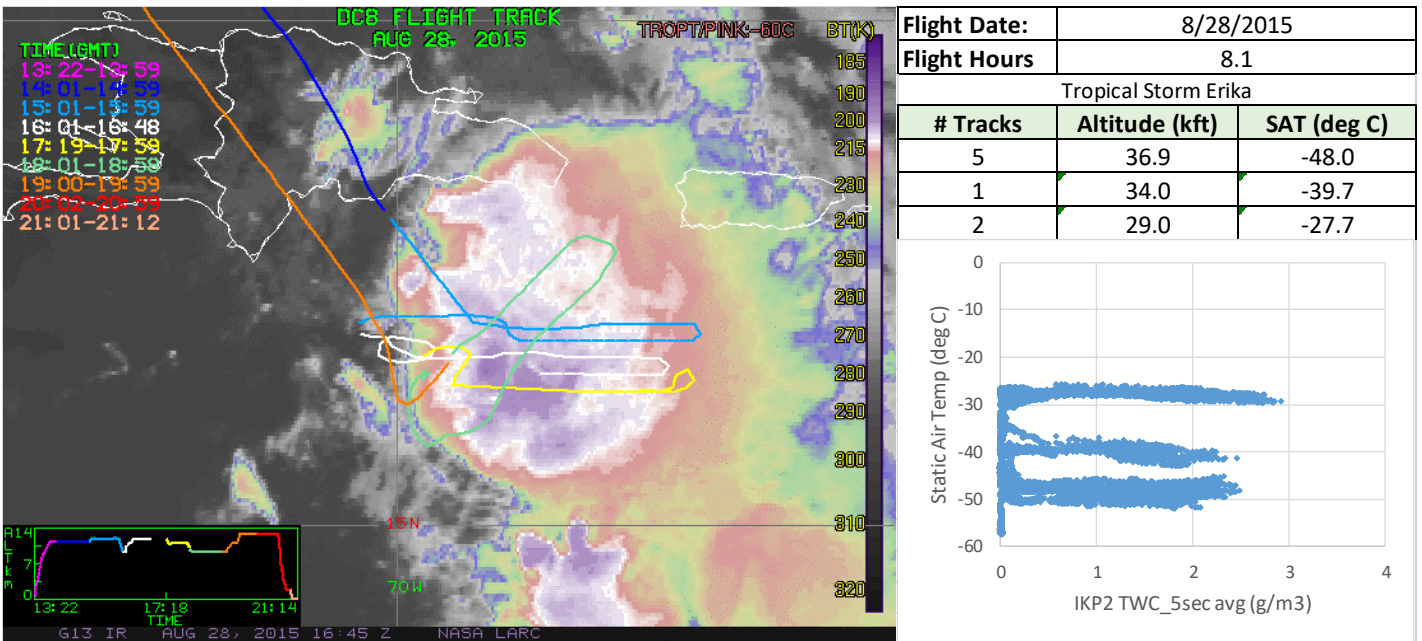 DC8 FLIGHT TRACK
AUG 28, 2015
TROPT/PINK:-60C
BT(K)
TIME(GMT)
13:22-13:59
14:01-14:59
15:01-15:59
16:01-16:48
17:19-17:59
18:01-18:58
19:00-19:59
20:02-20:59
21:01-21:12
185
190
200
215
230
240
250
260
270
280
290
300
310
320
15N
70W
ALT km
14
7
0
13:22 17:18 21:14
TIME
G13 IR AUG 28, 2015 16:45 Z NASA LARC
Flight Date: 8/28/2015
Flight Hours 8.1
Tropical Storm Erika
# Tracks Altitude (kft) SAT (deg C)
5 36.9 -48.0
1 34.0 -39.7
2 29.0 -27.7
0
-10
-20
-30
-40
-50
-60
Static Air Temp (deg C)
0 1 2 3 4
IKP2 TWC_5sec avg (g/m3)